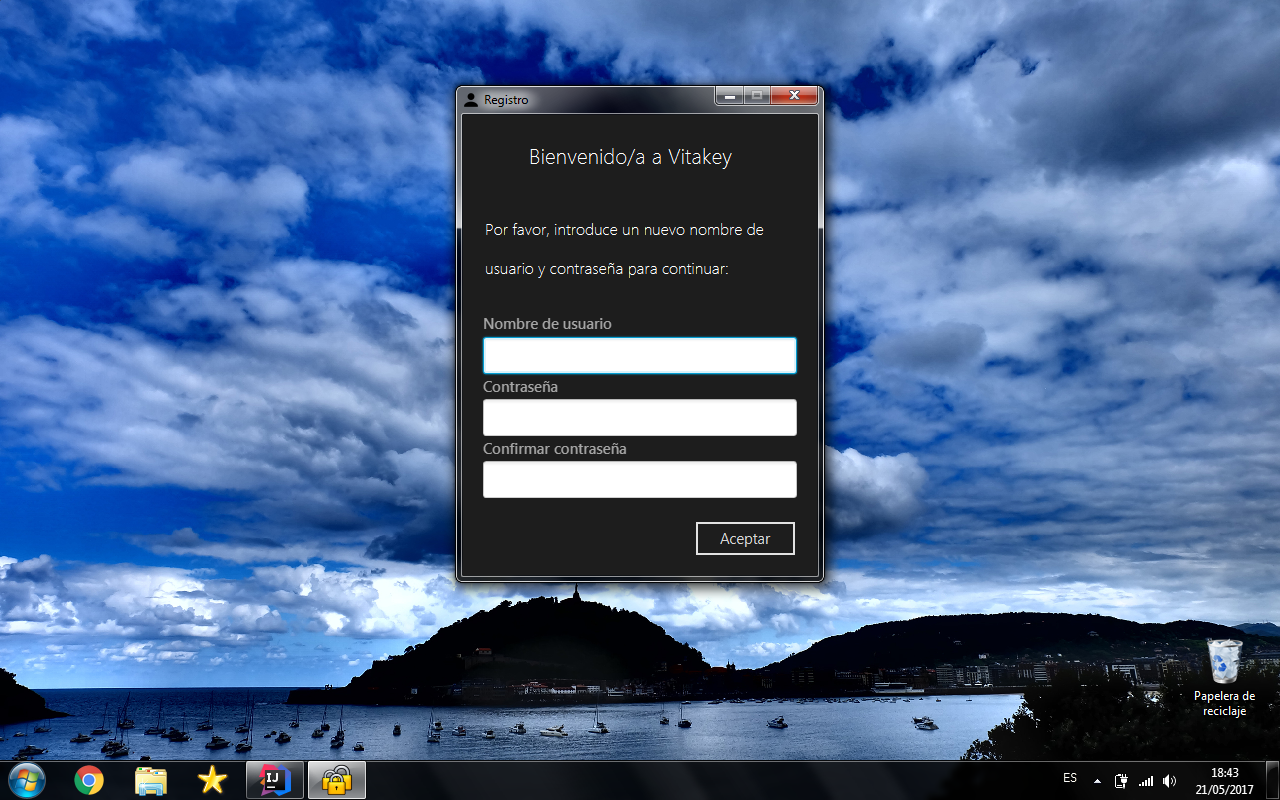 Registro
Bienvenido/a a Vitakey
Por favor, introduce un nuevo nombre de
usuario y contraseña para continuar:
Nombre de usuario
Contraseña
Confirmar contraseña
Aceptar
Papelera de
reciclaje
IJ
ES
18:43
21/05/2017